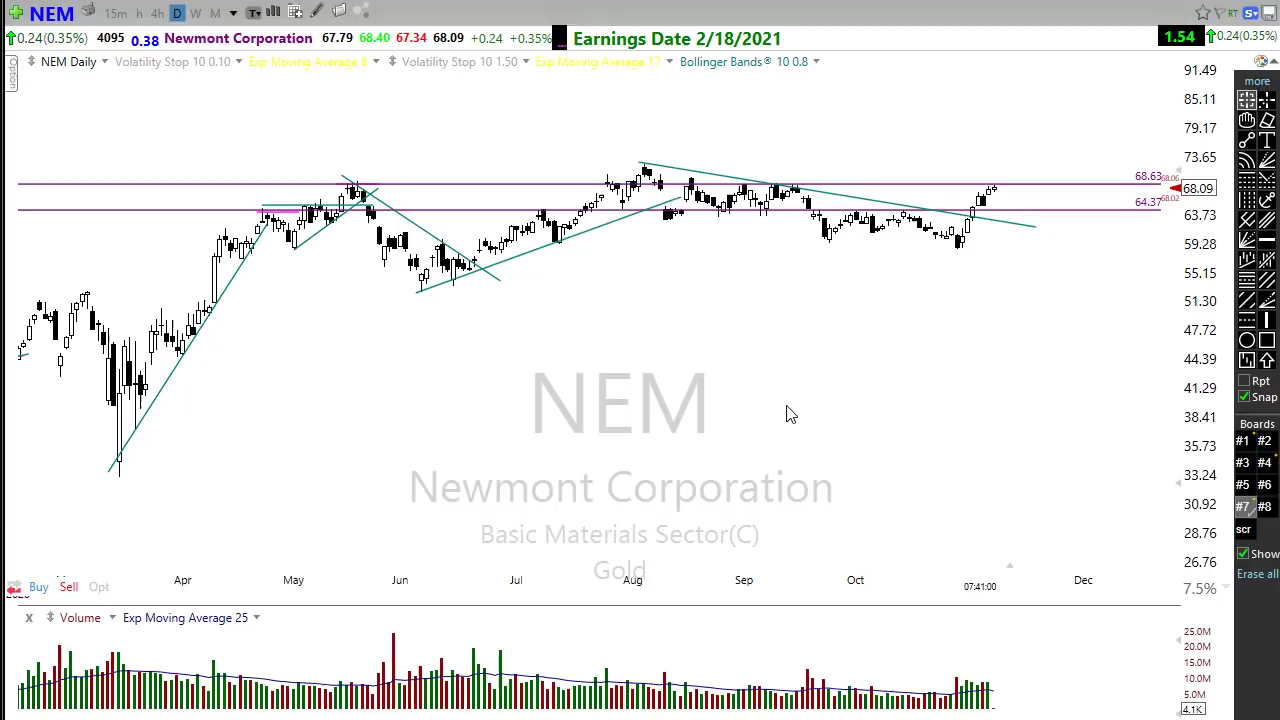 NEM 15m h 4h D W M T RT S
0.24(0.35%) 4095 0.38 Newmont Corporation 67.79 68.40 67.34 68.09 +0.24 +0.35% Earnings Date 2/18/2021 1.54 0.24(0.35%)
Option NEM Daily Volatility Stop 10 0.10 Exp Moving Average 8 Volatility Stop 10 1.50 Exp Moving Average 17 Bollinger Bands® 10 0.8
91.49
more
85.11
79.17
73.65
68.63 68.06
68.09
64.37 68.02
63.73
59.28
55.15
51.30
47.72
44.39
Rpt
41.29
Snap
38.41
Boards
35.73
#1 #2
33.24
#3 #4
#5 #6
30.92
#7 #8
28.76
scr
26.76
Show
Erase all
NEM
Newmont Corporation
Basic Materials Sector(C)
Gold
Apr May Jun Jul Aug Sep Oct 07:41:00 Dec
Buy Sell Opt 7.5%
X Volume Exp Moving Average 25
25.0M
20.0M
15.0M
10.0M
5.0M
4.1K